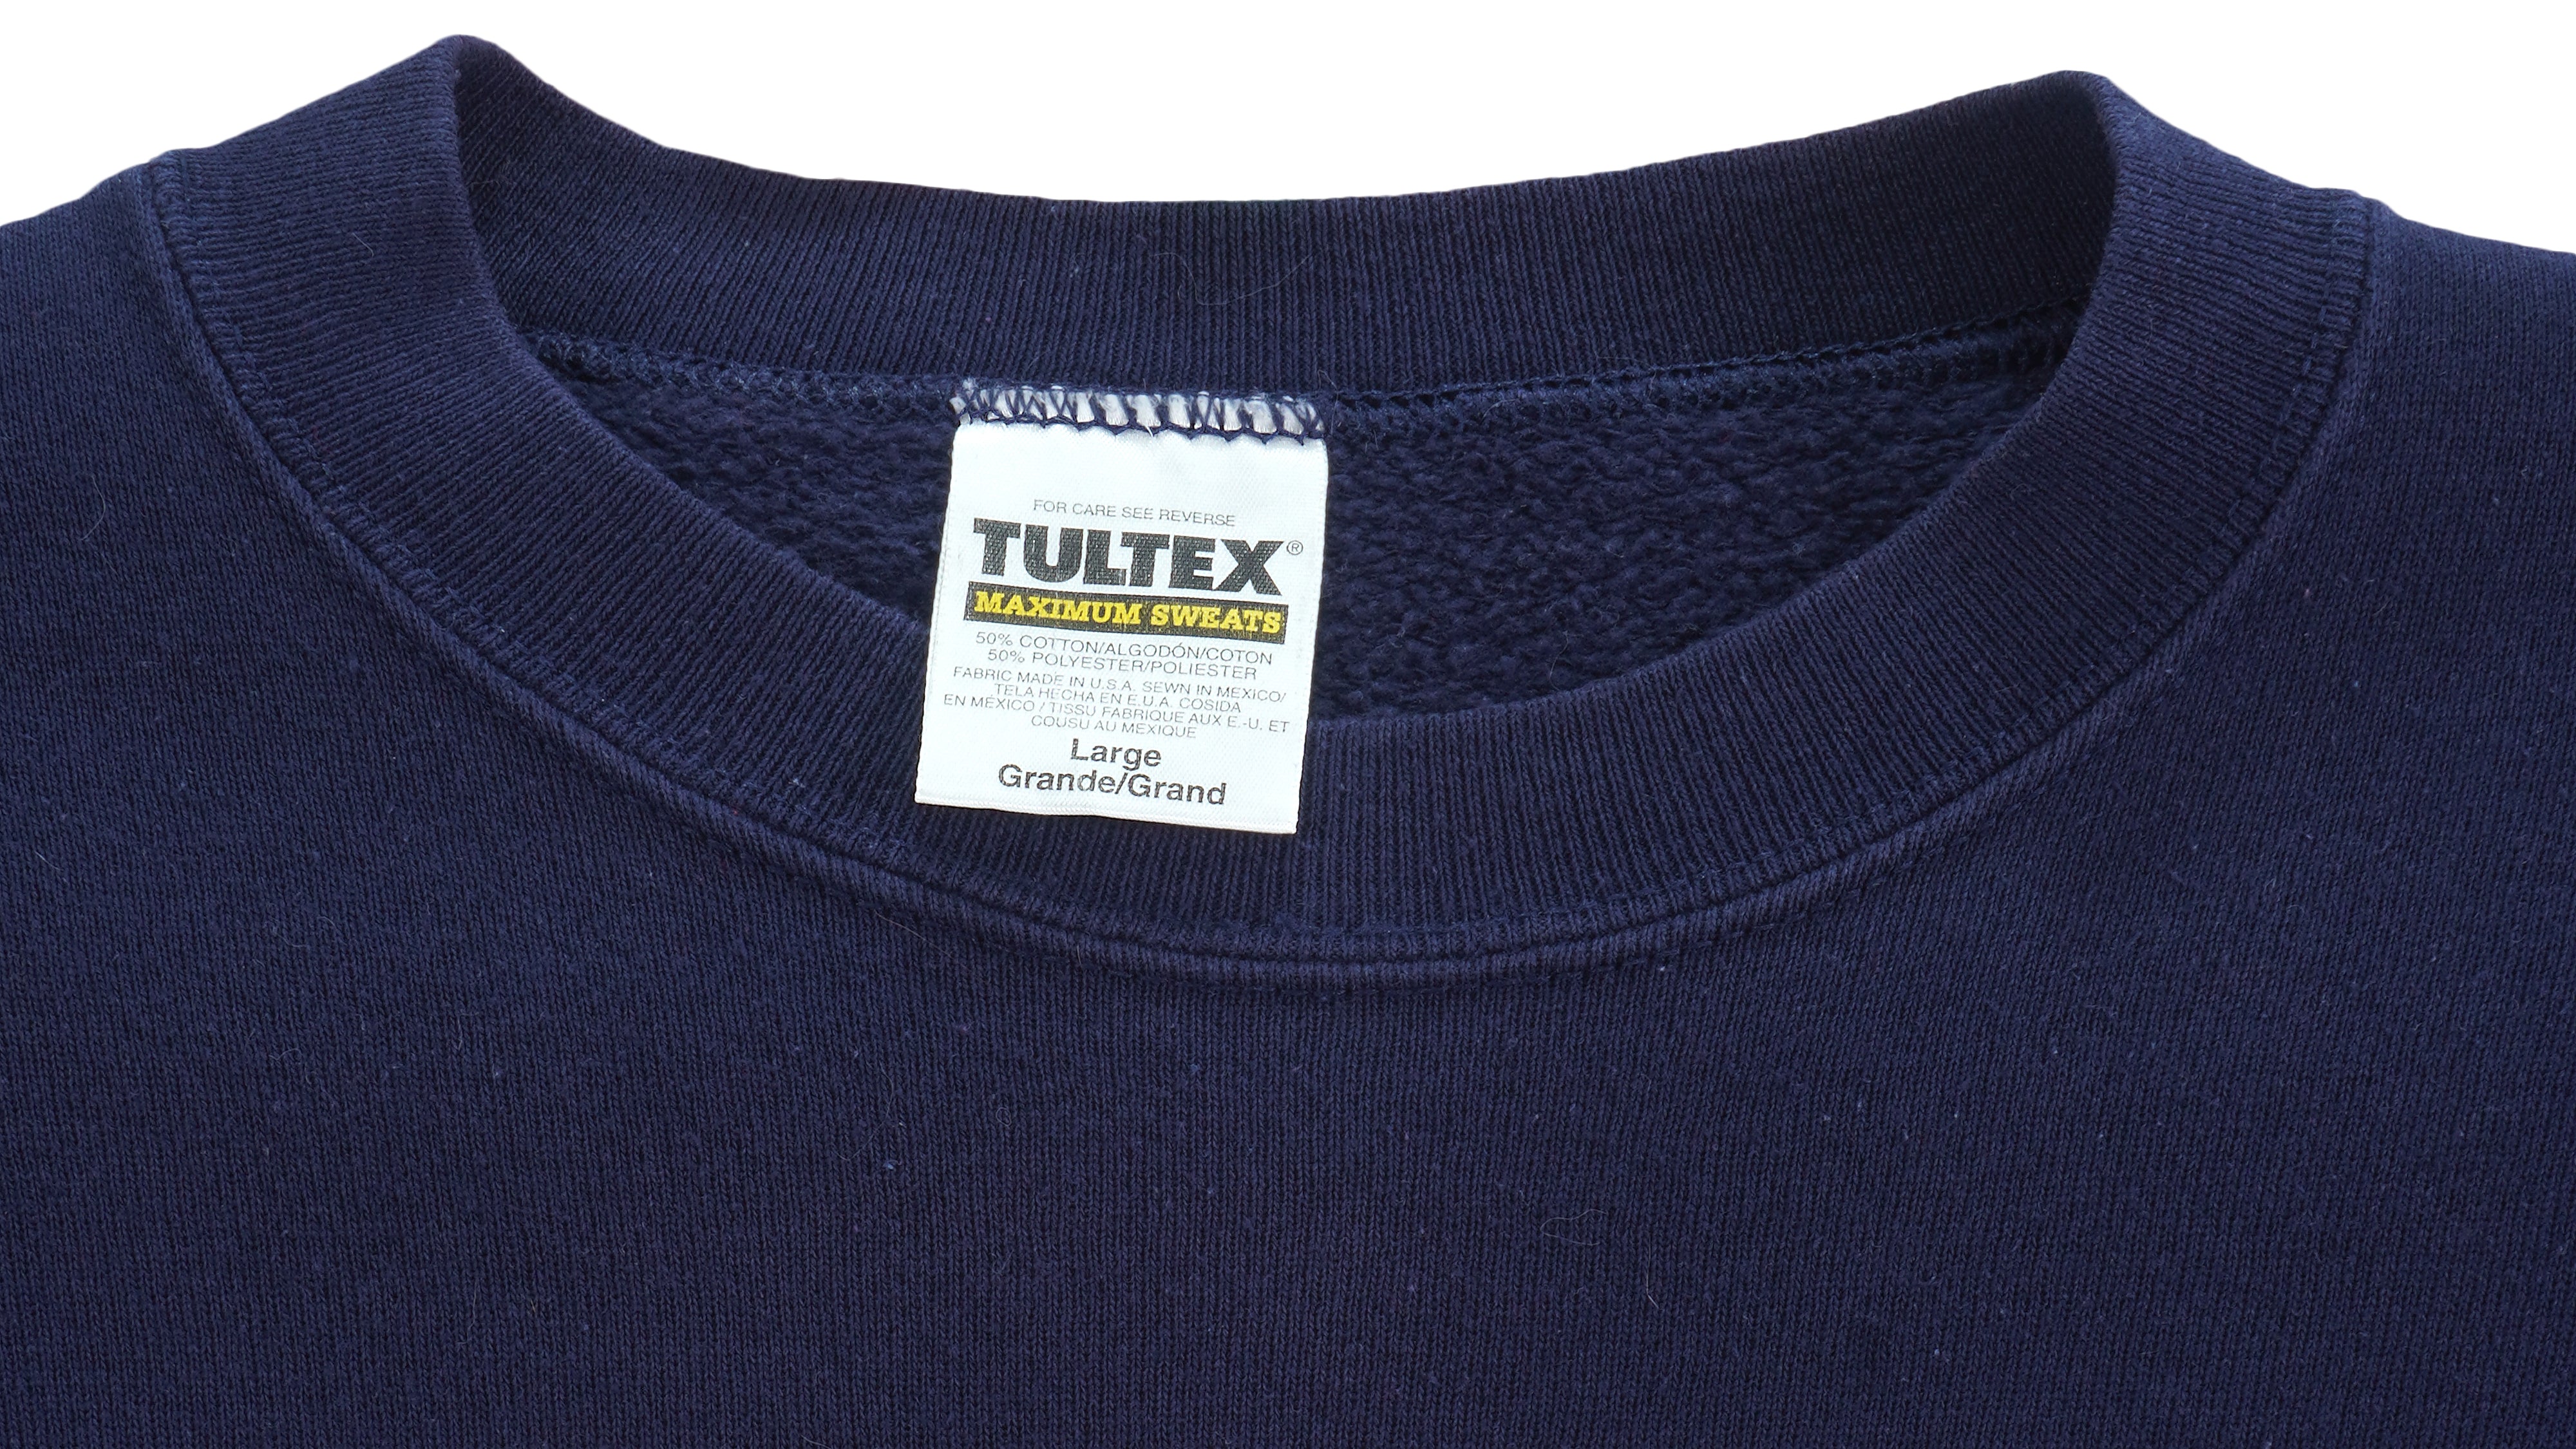 FOR CARE SEE REVERSE
TULTEX®
MAXIMUM SWEATS
50% COTTON/ALGODÓN/COTON
50% POLYESTER/POLIESTER
FABRIC MADE IN U.S.A. SEWN IN MEXICO/
TELA HECHA EN E.U.A. COSIDA
EN MÉXICO / TISSU FABRIQUE AUX E.-U. ET
COUSU AU MEXIQUE
Large
Grande/Grand